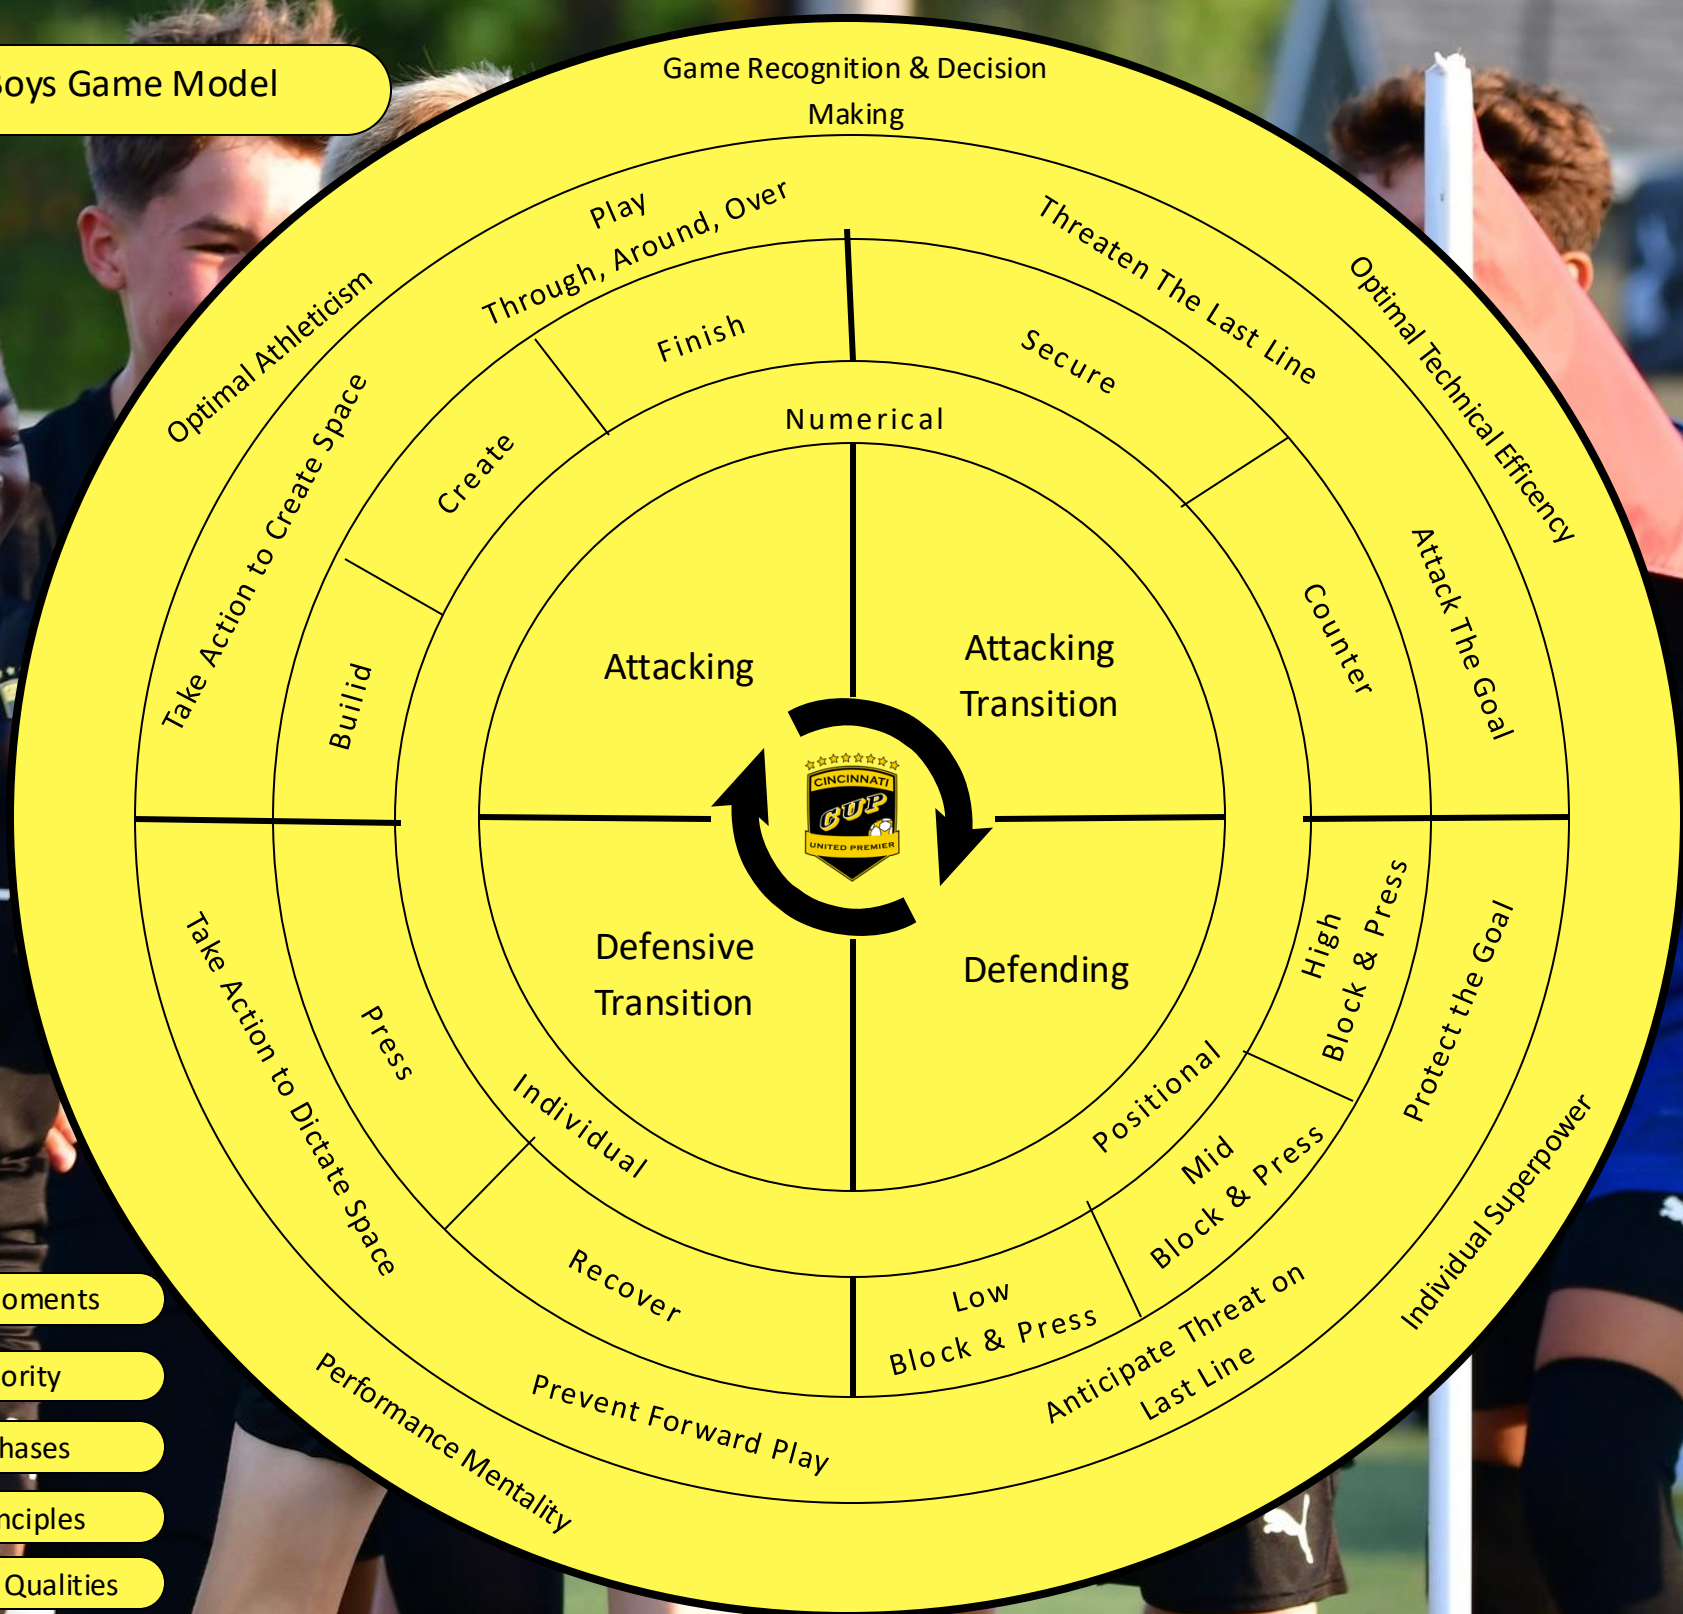 oys Game Model
Game Recognition & Decision
Making
Play
Through, Around, Over
Threaten The Last Line
Optimal Athleticism
Optimal Technical Efficency
Finish
Secure
Take Action to Create Space
Create
Numerical
Attack The Goal
Counter
Builid
Attacking
Attacking
Transition
CINCINNATI
CUP
UNITED PREMIER
Defensive
Transition
Defending
High
Block & Press
Protect the Goal
Take Action to Dictate Space
Press
Individual
Positional
Mid
Block & Press
Individual Superpower
Recover
Low
Block & Press
Anticipate Threat on
Last Line
Prevent Forward Play
Performance Mentality
oments
ority
hases
nciples
Qualities